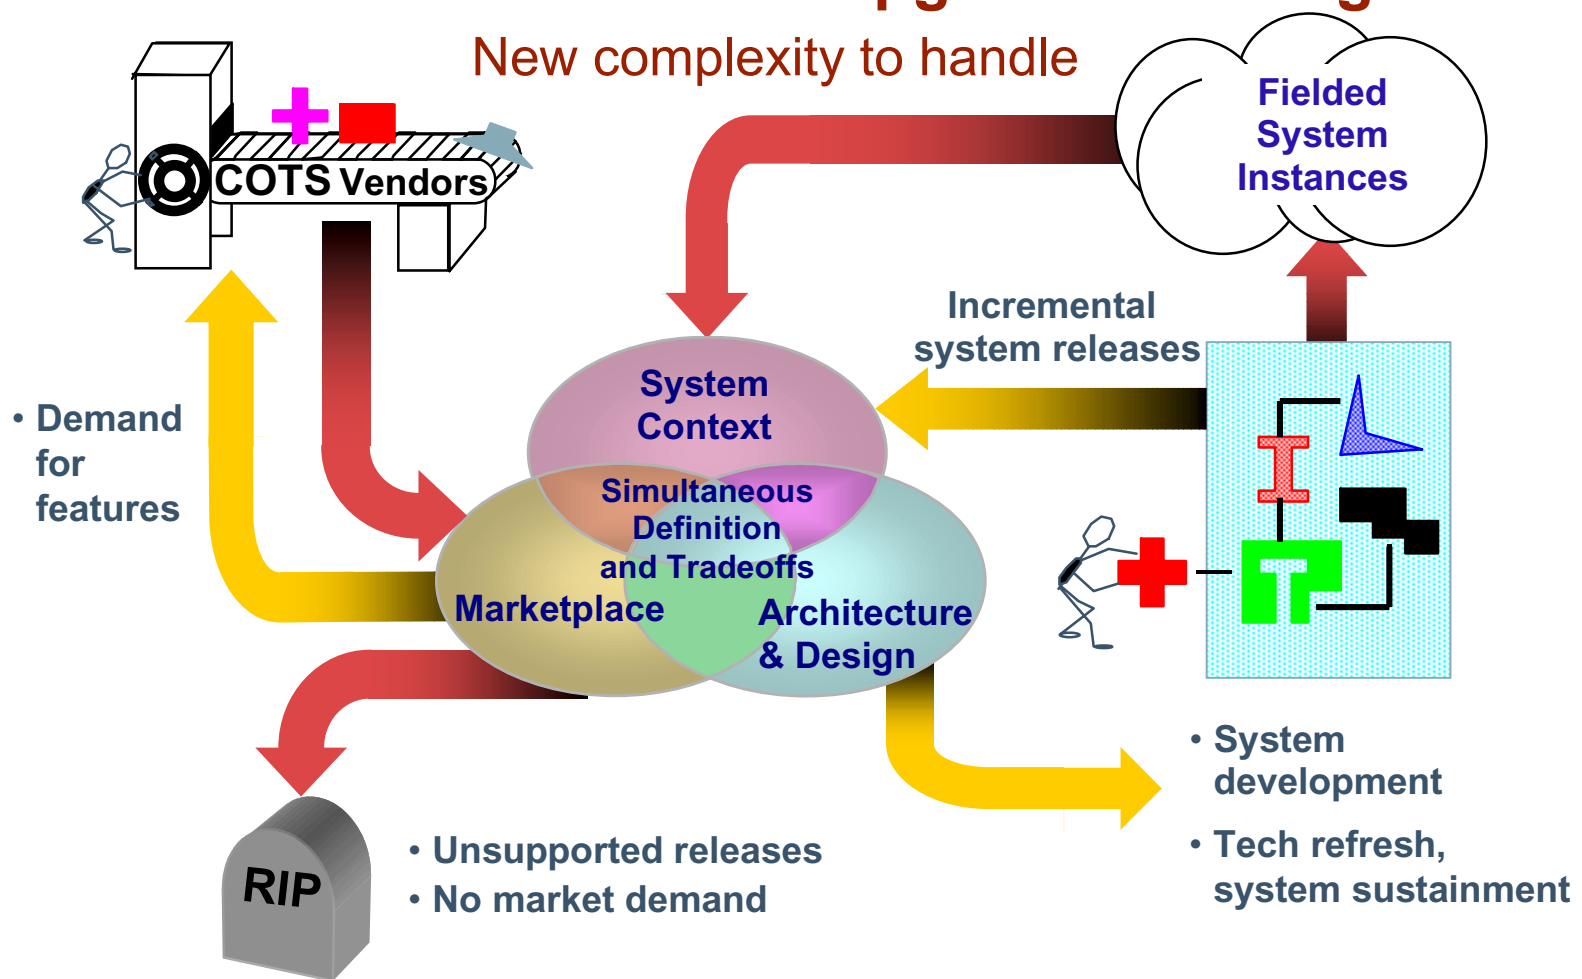 New complexity to handle
Fielded
System
Instances
COTS Vendors
Incremental
system releases
System
Context
• Demand
for
features
Simultaneous
Definition
and Tradeoffs
Marketplace
Architecture
& Design
• System
development
• Tech refresh,
system sustainment
RIP
• Unsupported releases
• No market demand